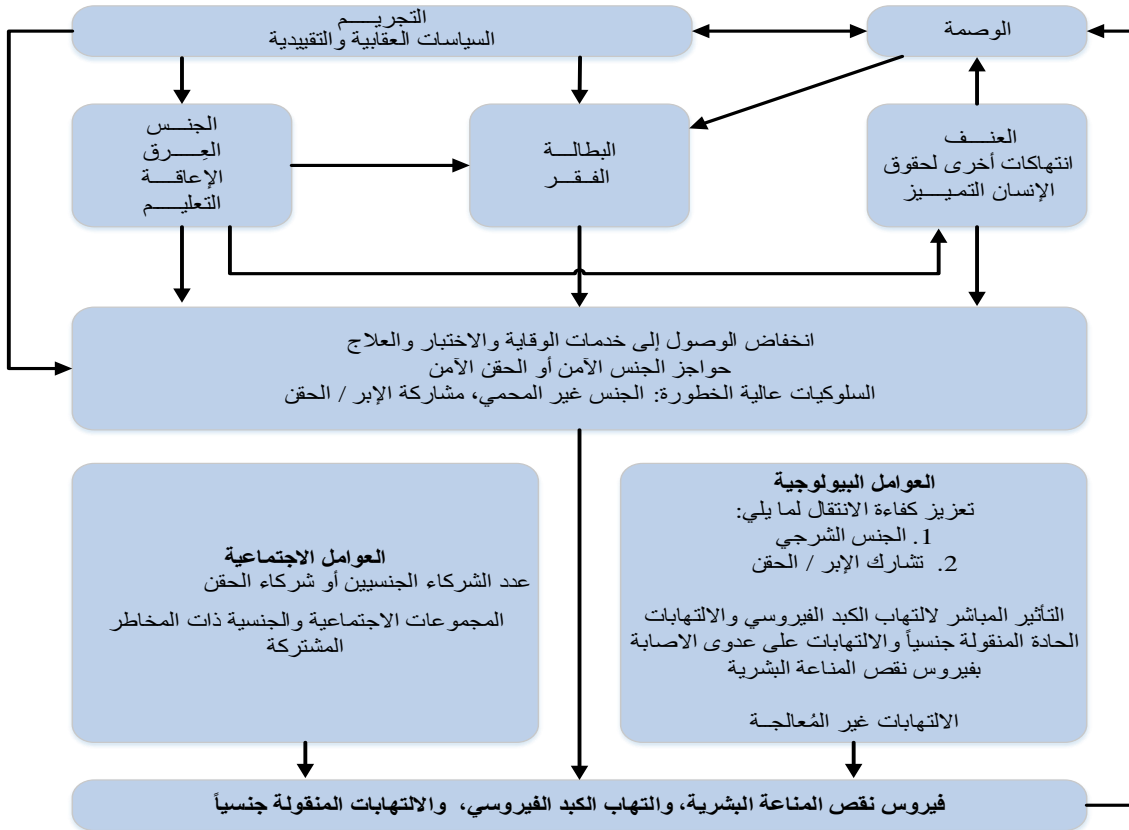 التجريـــــم
السياسات العقابية والتقييدية
الوصمة
الجنـــس
العِـــرق
الإعاقـــة
التعليـــــم
البطالـــة
الفـقـــر
العنـــف
انتهاكات أخرى لحقوق
الإنسان التمـيـــــيز
انخفاض الوصول إلى خدمات الوقاية والاختبار والعلاج
حواجز الجنس الآمن أو الحقن الآمن
السلوكيات عالية الخطورة: الجنس غير المحمي، مشاركة الإبر / الحقن
العوامل البيولوجية
تعزيز كفاءة الانتقال لما يلي:
1. الجنس الشرجي
2. تشارك الإبر / الحقن
التأثير المباشر لالتهاب الكبد الفيروسي والالتهابات
الحادة المنقولة جنسياً والالتهابات على عدوى الاصابة
بفيروس نقص المناعة البشرية
الالتهابات غير المُعالجــة
العوامل الاجتماعية
عدد الشركاء الجنسيين أو شركاء الحقن
المجموعات الاجتماعية والجنسية ذات المخاطر
المشتركة
فيروس نقص المناعة البشرية، والتهاب الكبد الفيروسي، والالتهابات المنقولة جنسياً